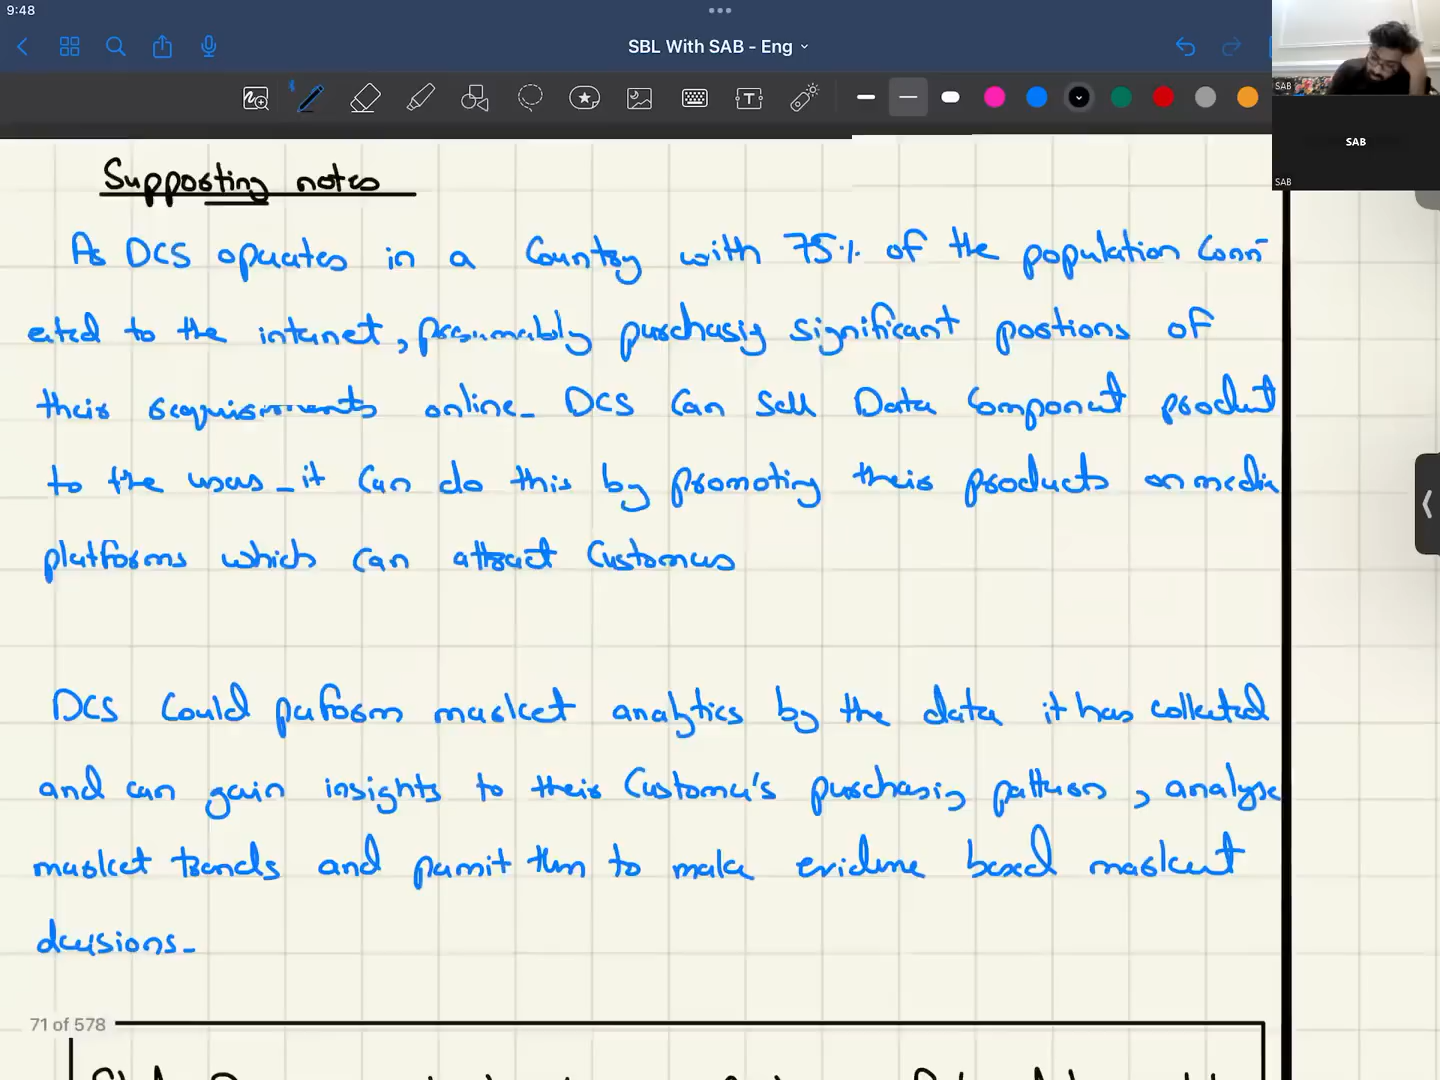 9:48
SBL With SAB - Eng
SAB
SAB
SAB
Supporting notes
As DCS operates in a Country with 75% of the population Conn-
ected to the internet, presumably purchasing significant portions of
their requirements online. DCS Can Sell Data Component product
to the users - it Can do this by promoting their products on media
platforms which can attract Customers
DCS Could perform market analytics by the data it has collected
and can gain insights to their Customer's purchasing pattern, analyse
market trends and permit them to make evidence based market
decisions.
71 of 578